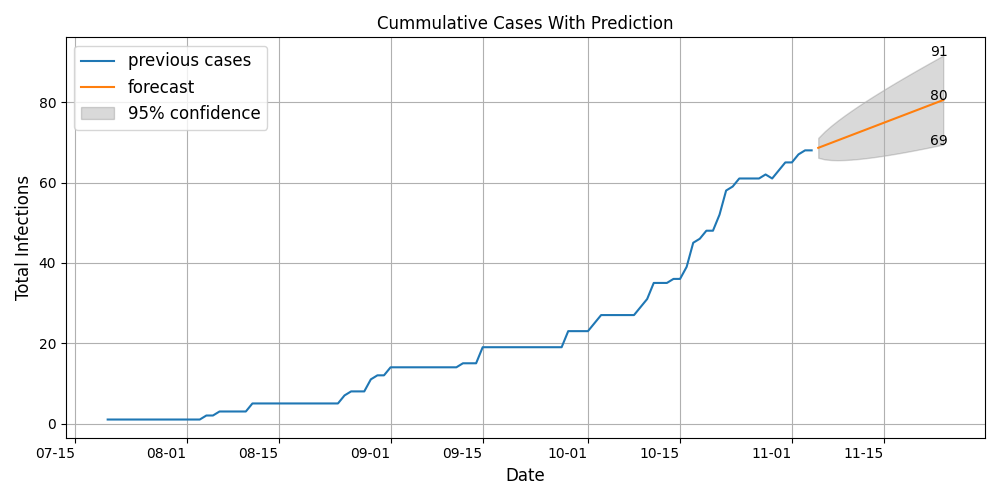 Cummulative Cases With Prediction
previous cases
forecast
95% confidence
91
80
69
Total Infections
80
60
40
20
0
07-15 08-01 08-15 09-01 09-15 10-01 10-15 11-01 11-15
Date